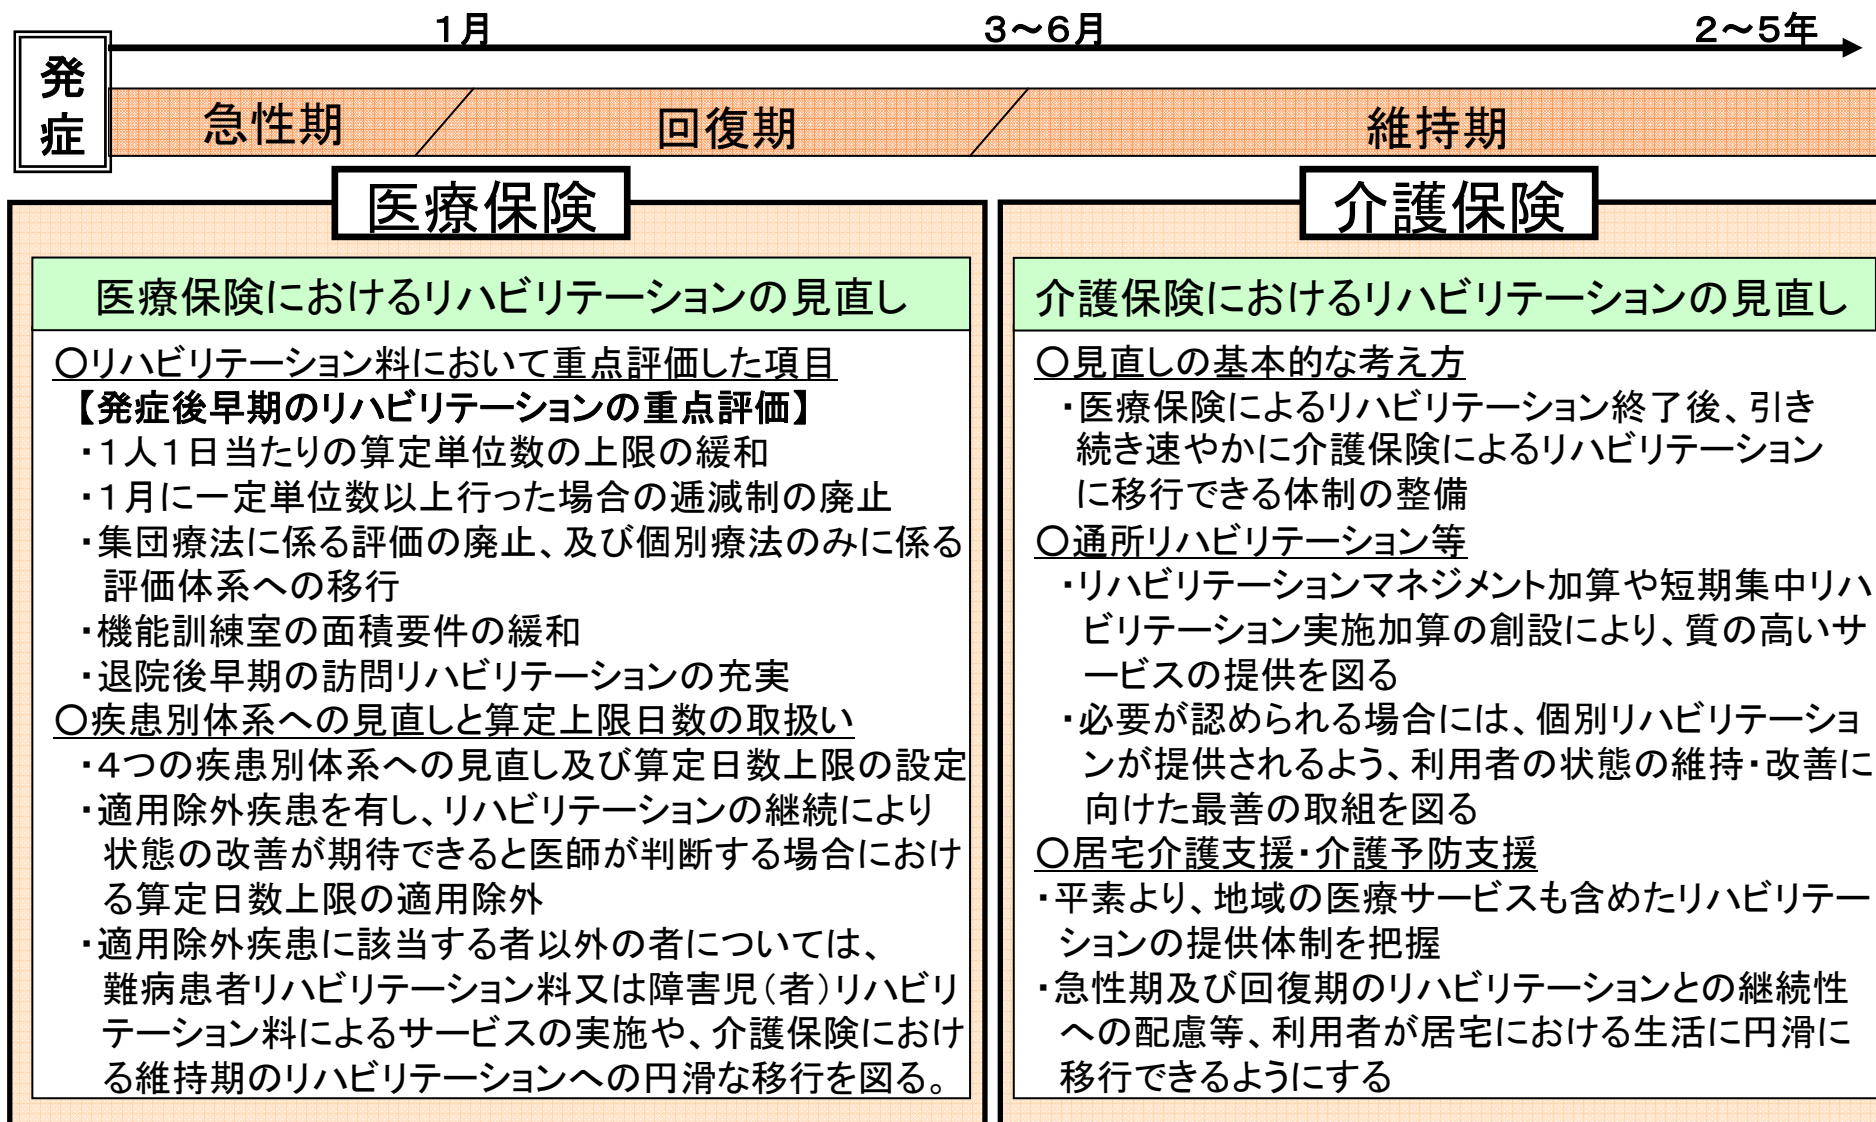 １月
３～６月
２～５年
発
症
急性期
回復期
維持期
医療保険
医療保険におけるリハビリテーションの見直し
○リハビリテーション料において重点評価した項目
【発症後早期のリハビリテーションの重点評価】
・１人１日当たりの算定単位数の上限の緩和
・１月に一定単位数以上行った場合の逓減制の廃止
・集団療法に係る評価の廃止、及び個別療法のみに係る
評価体系への移行
・機能訓練室の面積要件の緩和
・退院後早期の訪問リハビリテーションの充実
○疾患別体系への見直しと算定上限日数の取扱い
・４つの疾患別体系への見直し及び算定日数上限の設定
・適用除外疾患を有し、リハビリテーションの継続により
状態の改善が期待できると医師が判断する場合におけ
る算定日数上限の適用除外
・適用除外疾患に該当する者以外の者については、
難病患者リハビリテーション料又は障害児（者）リハビリ
テーション料によるサービスの実施や、介護保険におけ
る維持期のリハビリテーションへの円滑な移行を図る。
介護保険
介護保険におけるリハビリテーションの見直し
○見直しの基本的な考え方
・医療保険によるリハビリテーション終了後、引き
続き速やかに介護保険によるリハビリテーション
に移行できる体制の整備
○通所リハビリテーション等
・リハビリテーションマネジメント加算や短期集中リハ
ビリテーション実施加算の創設により、質の高いサ
ービスの提供を図る
・必要が認められる場合には、個別リハビリテーショ
ンが提供されるよう、利用者の状態の維持・改善に
向けた最善の取組を図る
○居宅介護支援・介護予防支援
・平素より、地域の医療サービスも含めたリハビリテー
ションの提供体制を把握
・急性期及び回復期のリハビリテーションとの継続性
への配慮等、利用者が居宅における生活に円滑に
移行できるようにする